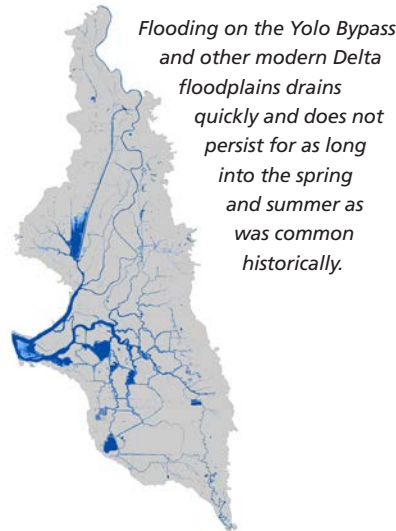 Flooding on the Yolo Bypass
and other modern Delta
floodplains drains
quickly and does not
persist for as long
into the spring
and summer as
was common
historically.